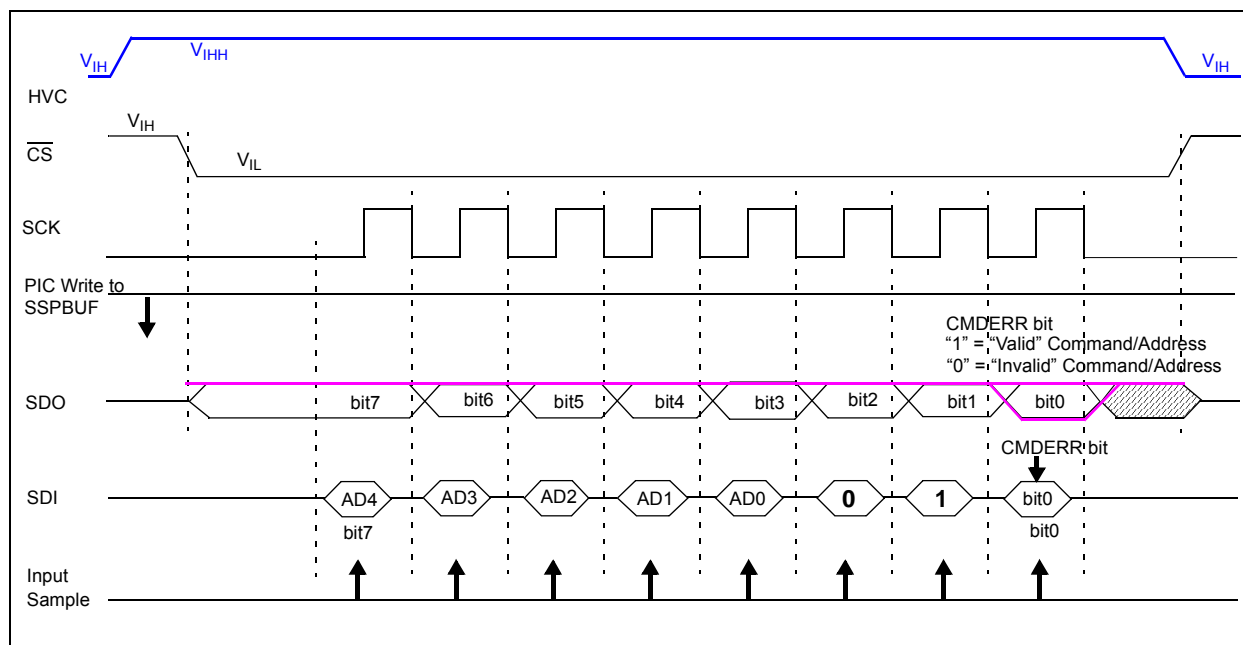 VIH
VIHH
VIH
HVC
VIH
CS
VIL
SCK
PIC Write to
SSPBUF
CMDERR bit
“1” = “Valid” Command/Address
“0” = “Invalid” Command/Address
SDO
bit7
bit6
bit5
bit4
bit3
bit2
bit1
bit0
CMDERR bit
SDI
AD4
AD3
AD2
AD1
AD0
0
1
bit0
bit7
bit0
Input
Sample